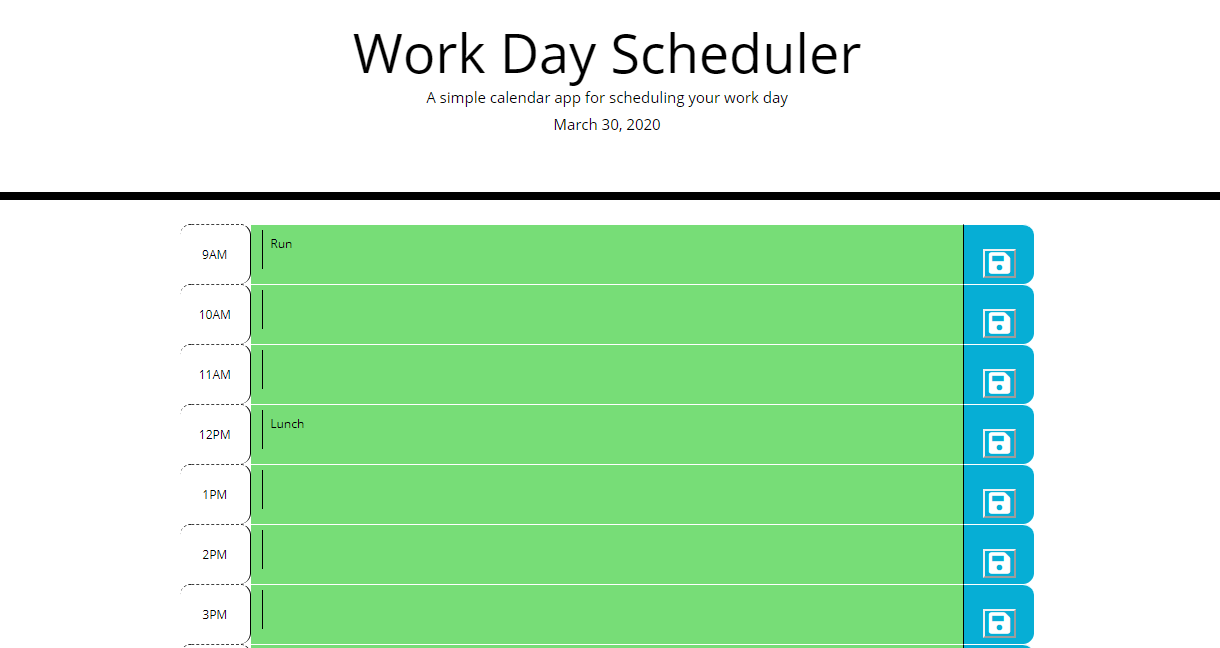 Work Day Scheduler
A simple calendar app for scheduling your work day
March 30, 2020
9AM Run
10AM
11AM
12PM Lunch
1PM
2PM
3PM